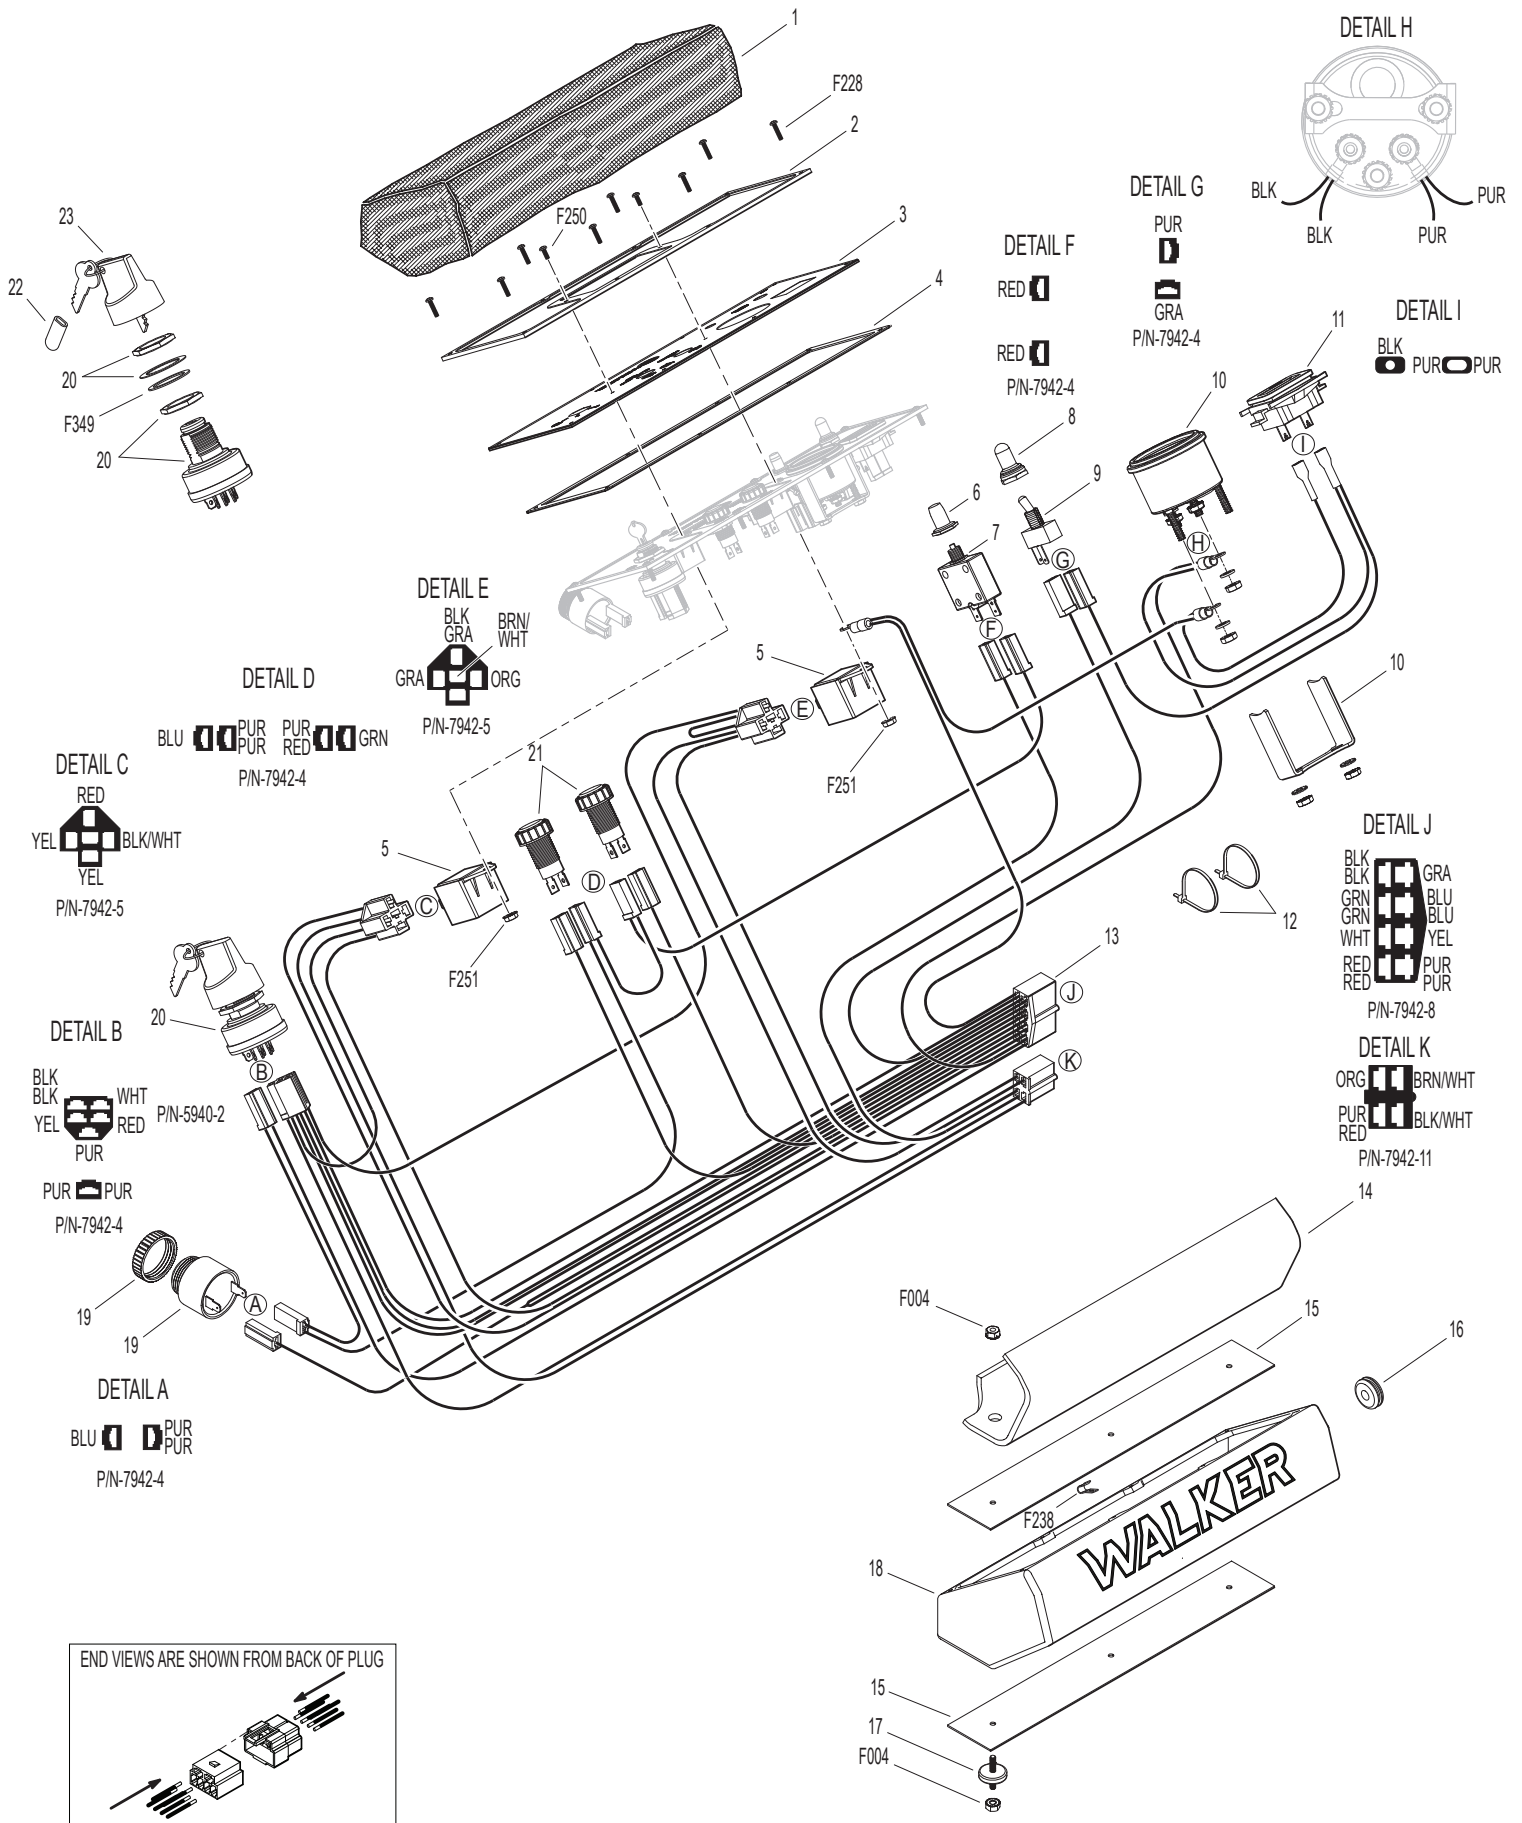 DETAIL H
BLK
BLK
PUR
PUR
1
F228
2
F250
3
4
23
22
20
F349
20
DETAIL G
PUR
GRA
P/N-7942-4
DETAIL F
RED
RED
P/N-7942-4
DETAIL I
BLK
PUR PUR
11
10
8
9
6
7
I
H
G
F
DETAIL E
BLK
GRA
BRN/
WHT
GRA
ORG
P/N-7942-5
5
E
F251
10
DETAIL D
BLU
PUR
PUR
PUR
RED
GRN
P/N-7942-4
21
D
DETAIL C
RED
YEL
BLK/WHT
YEL
P/N-7942-5
5
C
F251
12
DETAIL J
BLK
BLK
GRN
GRN
WHT
RED
RED
GRA
BLU
BLU
YEL
PUR
PUR
P/N-7942-8
13
J
K
DETAIL K
ORG
BRN/WHT
PUR
RED
BLK/WHT
P/N-7942-11
20
B
DETAIL B
BLK
BLK
WHT
YEL
RED
PUR
P/N-5940-2
PUR PUR
P/N-7942-4
19
19
A
DETAIL A
BLU
PUR
PUR
P/N-7942-4
14
F004
15
16
F238
WALKER
18
15
17
F004
END VIEWS ARE SHOWN FROM BACK OF PLUG